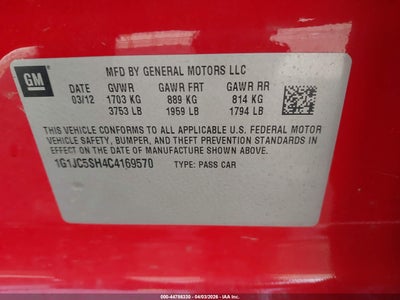 GM
MFD BY GENERAL MOTORS LLC
DATE GVWR GAWR FRT GAWR RR
03/12 1703 KG 889 KG 814 KG
3753 LB 1959 LB 1794 LB
THIS VEHICLE CONFORMS TO ALL APPLICABLE U.S. FEDERAL MOTOR
VEHICLE SAFETY, BUMPER, AND THEFT PREVENTION STANDARDS IN
EFFECT ON THE DATE OF MANUFACTURE SHOWN ABOVE.
1G1JC5SH4C4169570 TYPE: PASS CAR
000-44798330 - 04/03/2026 - IAAI.COM